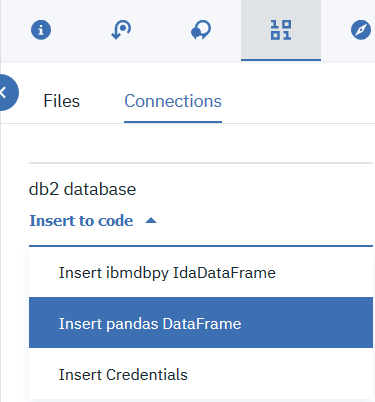 Files
Connections
db2 database
Insert to code
Insert ibmdbpy IdaDataFrame
Insert pandas DataFrame
Insert Credentials